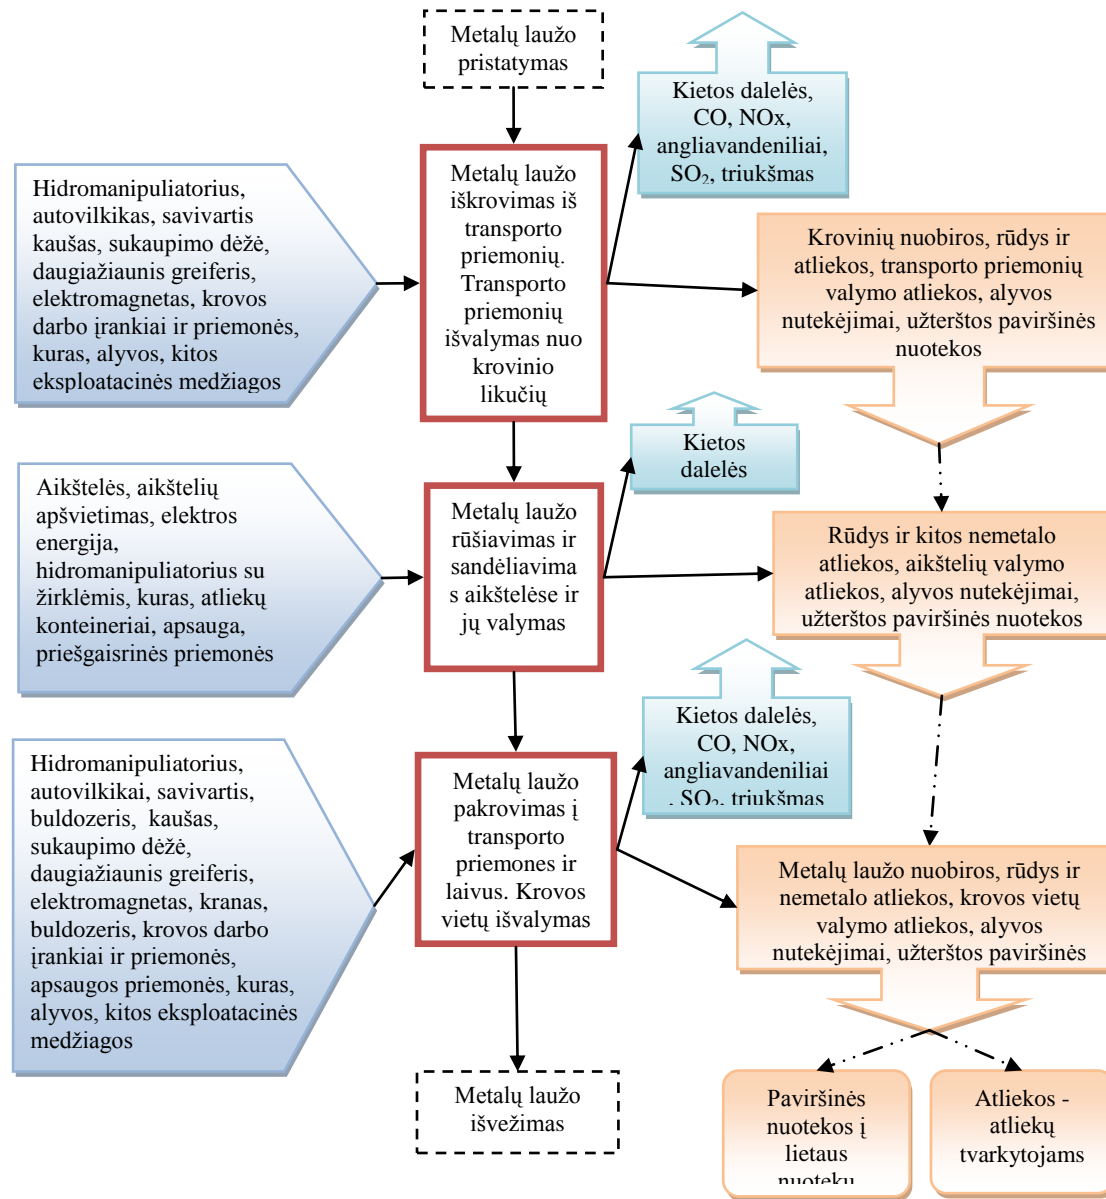 Metalų laužo
pristatymas
Kietos dalelės,
CO, NOx,
angliavandeniliai,
SO₂, triukšmas
Hidromanipuliatorius,
autovilkikas, savivartis
kaušas, sukaupimo dėžė,
daugiažiaunis greiferis,
elektromagnetas, krovos
darbo įrankiai ir priemonės,
kuras, alyvos, kitos
eksploatacinės medžiagos
Metalų laužo
iškrovimas iš
transporto
priemonių.
Transporto
priemonių
išvalymas nuo
krovinio
likučių
Krovinių nuobiros, rūdys ir
atliekos, transporto priemonių
valymo atliekos, alyvos
nutekėjimai, užterštos paviršinės
nuotekos
Kietos
dalelės
Aikštelės, aikštelių
apšvietimas, elektros
energija,
hidromanipuliatorius su
žirklėmis, kuras, atliekų
konteineriai, apsauga,
priešgaisrinės priemonės
Metalų laužo
rūšiavimas ir
sandėliavima
s aikštelėse ir
jų valymas
Rūdys ir kitos nemetalo
atliekos, aikštelių valymo
atliekos, alyvos nutekėjimai,
užterštos paviršinės nuotekos
Kietos dalelės,
CO, NOx,
angliavandeniliai
, SO₂, triukšmas
Hidromanipuliatorius,
autovilkikai, savivartis,
buldozeris, kaušas,
sukaupimo dėžė,
daugiažiaunis greiferis,
elektromagnetas, kranas,
buldozeris, krovos darbo
įrankiai ir priemonės,
apsaugos priemonės, kuras,
alyvos, kitos eksploatacinės
medžiagos
Metalų laužo
pakrovimas į
transporto
priemones ir
laivus. Krovos
vietų išvalymas
Metalų laužo nuobiros, rūdys ir
nemetalo atliekos, krovos vietų
valymo atliekos, alyvos
nutekėjimai, užterštos paviršinės
Metalų laužo
išvežimas
Paviršinės
nuotekos į
lietaus
nuotekų
Atliekos -
atliekų
tvarkytojams